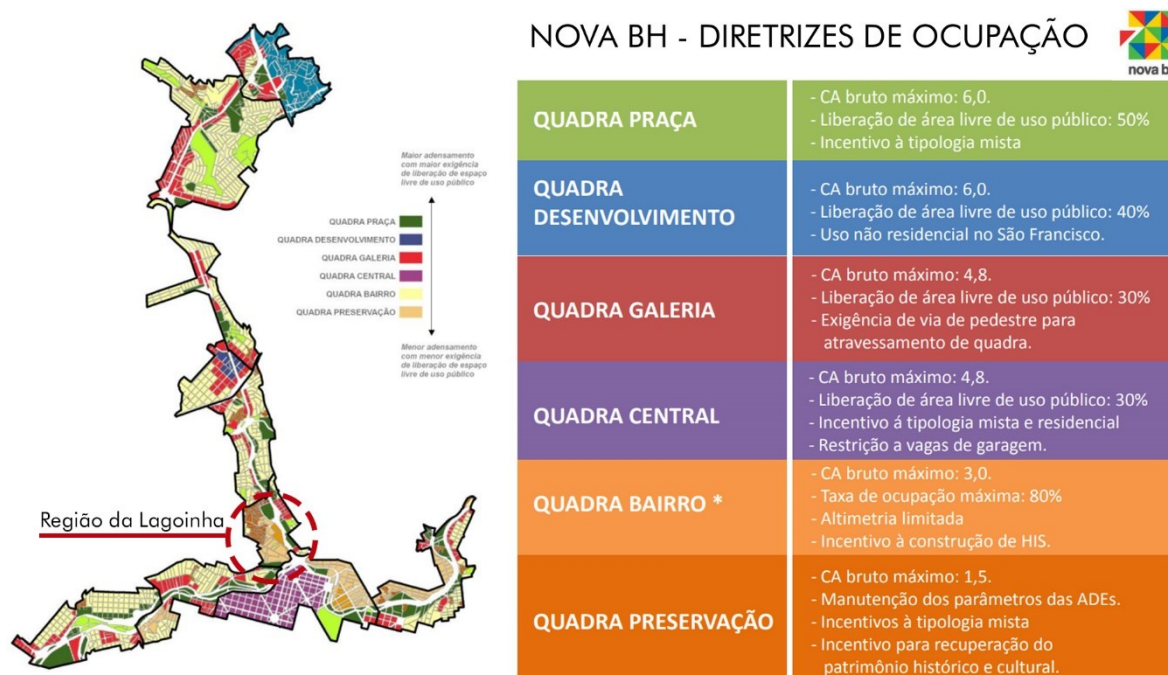 NOVA BH - DIRETRIZES DE OCUPAÇÃO
nova b
Maior adensamento
com maior exigência
de liberação de espaço
livre de uso público
QUADRA PRAÇA
QUADRA DESENVOLVIMENTO
QUADRA GALERIA
QUADRA CENTRAL
QUADRA BAIRRO
QUADRA PRESERVAÇÃO
Menor adensamento
com menor exigência
de liberação de espaço
livre de uso público
Região da Lagoinha
QUADRA PRAÇA
- CA bruto máximo: 6,0.
- Liberação de área livre de uso público: 50%
- Incentivo à tipologia mista
QUADRA
DESENVOLVIMENTO
- CA bruto máximo: 6,0.
- Liberação de área livre de uso público: 40%
- Uso não residencial no São Francisco.
QUADRA GALERIA
- CA bruto máximo: 4,8.
- Liberação de área livre de uso público: 30%
- Exigência de via de pedestre para
atravessamento de quadra.
QUADRA CENTRAL
- CA bruto máximo: 4,8.
- Liberação de área livre de uso público: 30%
- Incentivo á tipologia mista e residencial
- Restrição a vagas de garagem.
QUADRA BAIRRO *
- CA bruto máximo: 3,0.
- Taxa de ocupação máxima: 80%
- Altimetria limitada
- Incentivo à construção de HIS.
QUADRA PRESERVAÇÃO
- CA bruto máximo: 1,5.
- Manutenção dos parâmetros das ADEs.
- Incentivos à tipologia mista
- Incentivo para recuperação do
patrimônio histórico e cultural.